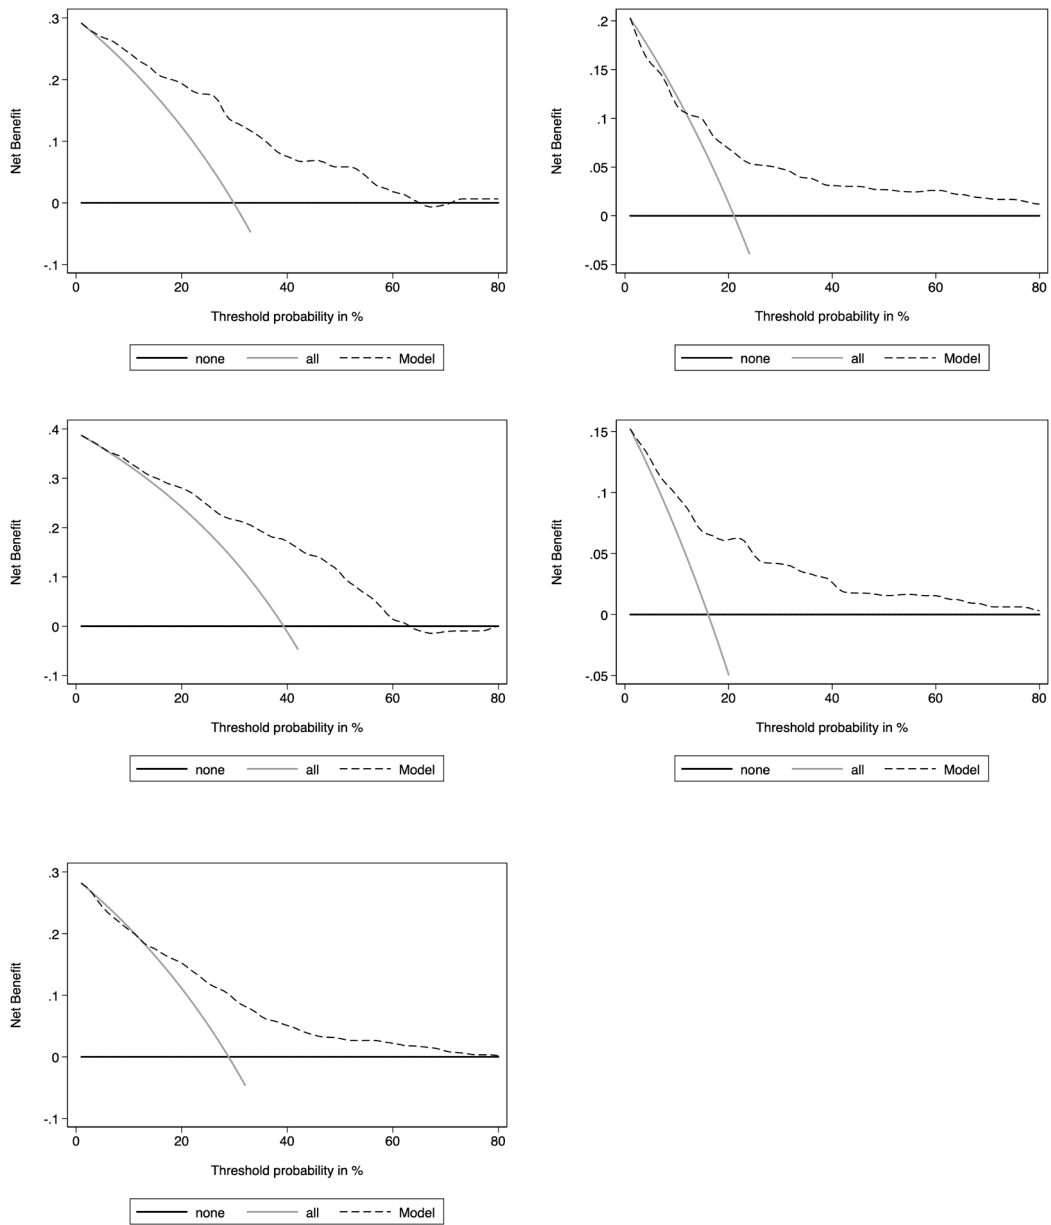 .3
.2
.1
0
-.1
Net Benefit
0 20 40 60 80
Threshold probability in %
none all Model
.2
.15
.1
.05
0
-.05
Net Benefit
0 20 40 60 80
Threshold probability in %
none all Model
.4
.3
.2
.1
0
-.1
Net Benefit
0 20 40 60 80
Threshold probability in %
none all Model
.15
.1
.05
0
-.05
Net Benefit
0 20 40 60 80
Threshold probability in %
none all Model
.3
.2
.1
0
-.1
Net Benefit
0 20 40 60 80
Threshold probability in %
none all Model